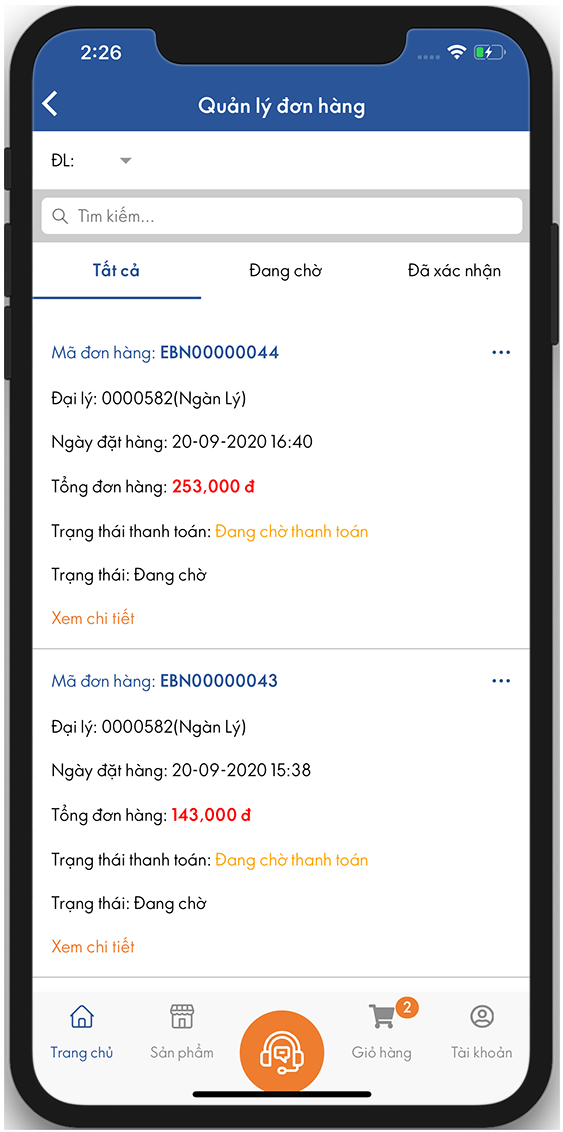 2:26
Quản lý đơn hàng
ĐL:
Tìm kiếm...
Tất cả Đang chờ Đã xác nhận
Mã đơn hàng: EBN00000044
Đại lý: 0000582(Ngàn Lý)
Ngày đặt hàng: 20-09-2020 16:40
Tổng đơn hàng: 253,000 đ
Trạng thái thanh toán: Đang chờ thanh toán
Trạng thái: Đang chờ
Xem chi tiết
Mã đơn hàng: EBN00000043
Đại lý: 0000582(Ngàn Lý)
Ngày đặt hàng: 20-09-2020 15:38
Tổng đơn hàng: 143,000 đ
Trạng thái thanh toán: Đang chờ thanh toán
Trạng thái: Đang chờ
Xem chi tiết
2
Trang chủ Sản phẩm Giỏ hàng Tài khoản